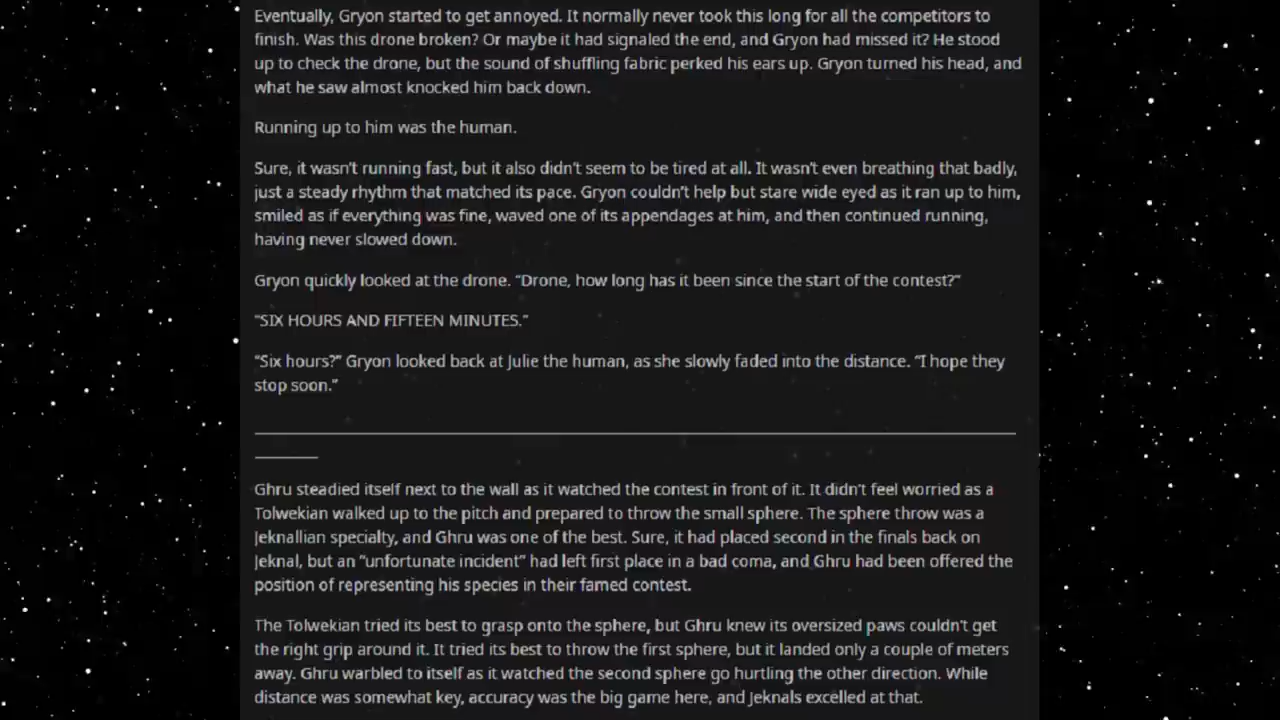 Eventually, Gryon started to get annoyed. It normally never took this long for all the competitors to
finish. Was this drone broken? Or maybe it had signaled the end, and Gryon had missed it? He stood
up to check the drone, but the sound of shuffling fabric perked his ears up. Gryon turned his head, and
what he saw almost knocked him back down.
Running up to him was the human.
Sure, it wasn't running fast, but it also didn't seem to be tired at all. It wasn't even breathing that badly,
just a steady rhythm that matched its pace. Gryon couldn't help but stare wide eyed as it ran up to him,
smiled as if everything was fine, waved one of its appendages at him, and then continued running,
having never slowed down.
Gryon quickly looked at the drone. “Drone, how long has it been since the start of the contest?”
“SIX HOURS AND FIFTEEN MINUTES.”
“Six hours?” Gryon looked back at Julie the human, as she slowly faded into the distance. “I hope they
stop soon.”
Ghru steadied itself next to the wall as it watched the contest in front of it. It didn't feel worried as a
Tolwekian walked up to the pitch and prepared to throw the small sphere. The sphere throw was a
Jeknallian specialty, and Ghru was one of the best. Sure, it had placed second in the finals back on
Jeknal, but an “unfortunate incident” had left first place in a bad coma, and Ghru had been offered the
position of representing his species in their famed contest.
The Tolwekian tried its best to grasp onto the sphere, but Ghru knew its oversized paws couldn't get
the right grip around it. It tried its best to throw the first sphere, but it landed only a couple of meters
away. Ghru warbled to itself as it watched the second sphere go hurtling the other direction. While
distance was somewhat key, accuracy was the big game here, and Jeknals excelled at that.